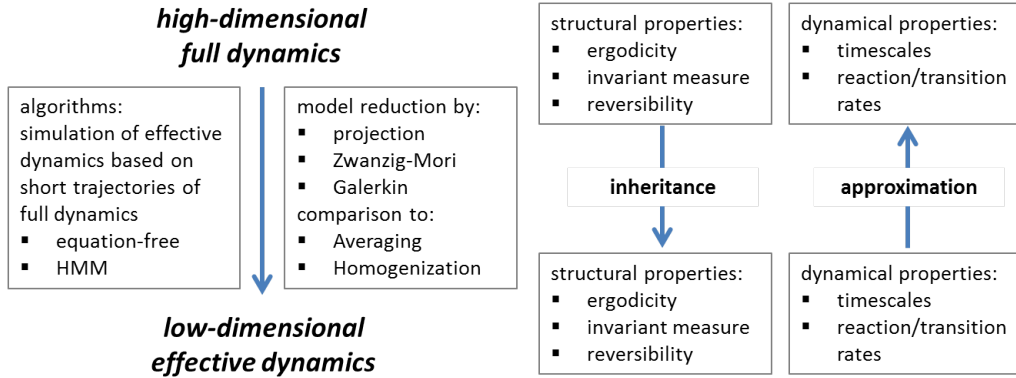 high-dimensional
full dynamics
algorithms:
simulation of effective
dynamics based on
short trajectories of
full dynamics
▪ equation-free
▪ HMM
model reduction by:
▪ projection
▪ Zwanzig-Mori
▪ Galerkin
comparison to:
▪ Averaging
▪ Homogenization
low-dimensional
effective dynamics
structural properties:
▪ ergodicity
▪ invariant measure
▪ reversibility
inheritance
structural properties:
▪ ergodicity
▪ invariant measure
▪ reversibility
dynamical properties:
▪ timescales
▪ reaction/transition
rates
approximation
dynamical properties:
▪ timescales
▪ reaction/transition
rates